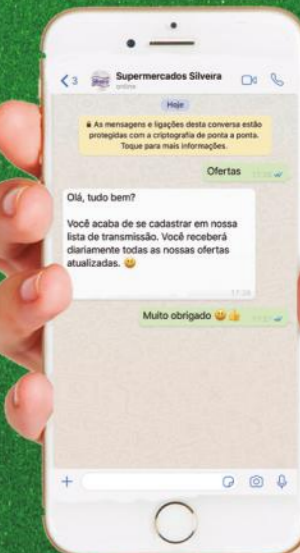 3
Supermercados Silveira
online
Hoje
As mensagens e ligações desta conversa estão
protegidas com a criptografia de ponta a ponta.
Toque para mais informações.
Ofertas
Olá, tudo bem?
Você acaba de se cadastrar em nossa
lista de transmissão. Você receberá
diariamente todas as nossas ofertas
atualizadas. 😀
Muito obrigado 😀👍